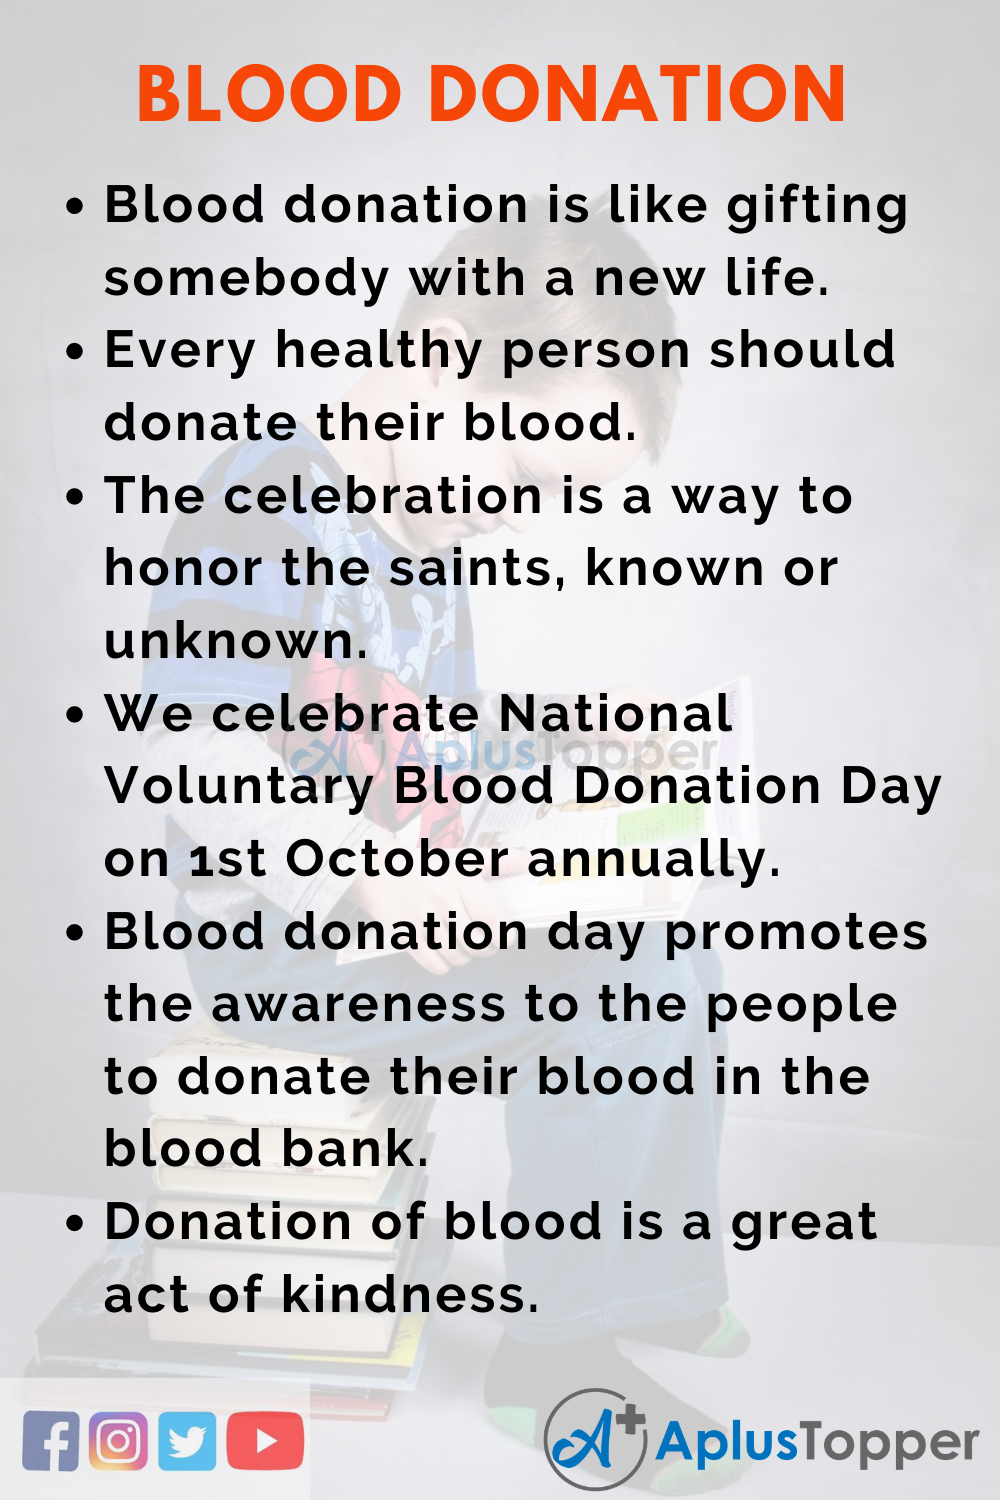 BLOOD DONATION
• Blood donation is like gifting
somebody with a new life.
• Every healthy person should
donate their blood.
• The celebration is a way to
honor the saints, known or
unknown.
• We celebrate National
Voluntary Blood Donation Day
on 1st October annually.
• Blood donation day promotes
the awareness to the people
to donate their blood in the
blood bank.
• Donation of blood is a great
act of kindness.
A+ AplusTopper
A+ AplusTopper